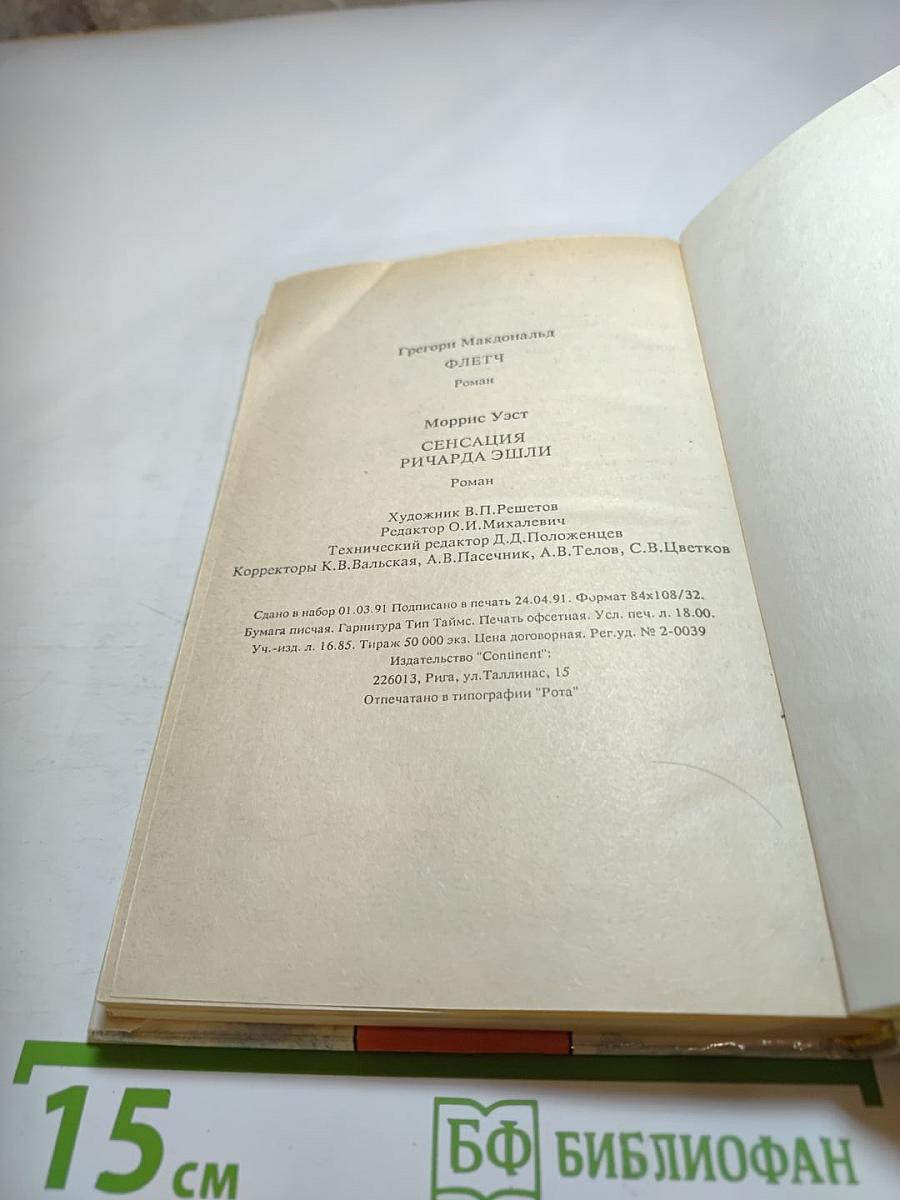 Грегори Макдональд
ФЛЕТЧ
Роман
Моррис Уэст
СЕНСАЦИЯ
РИЧАРДА ЭШЛИ
Роман
Художник В.П.Решетов
Редактор О.И.Михалевич
Технический редактор Д.Д.Положенцев
Корректоры К.В.Вальская, А.В.Пасечник, А.В.Телов, С.В.Цветков
Сдано в набор 01.03.91 Подписано в печать 24.04.91. Формат 84х108/32.
Бумага писчая. Гарнитура Тип Таймс. Печать офсетная. Усл. печ. л. 18.00.
Уч.-изд. л. 16.85. Тираж 50 000 экз. Цена договорная. Рег.уд. № 2-0039
Издательство "Continent":
226013, Рига, ул.Таллинас, 15
Отпечатано в типографии "Рота"
15 см
БФ БИБЛИОФАН